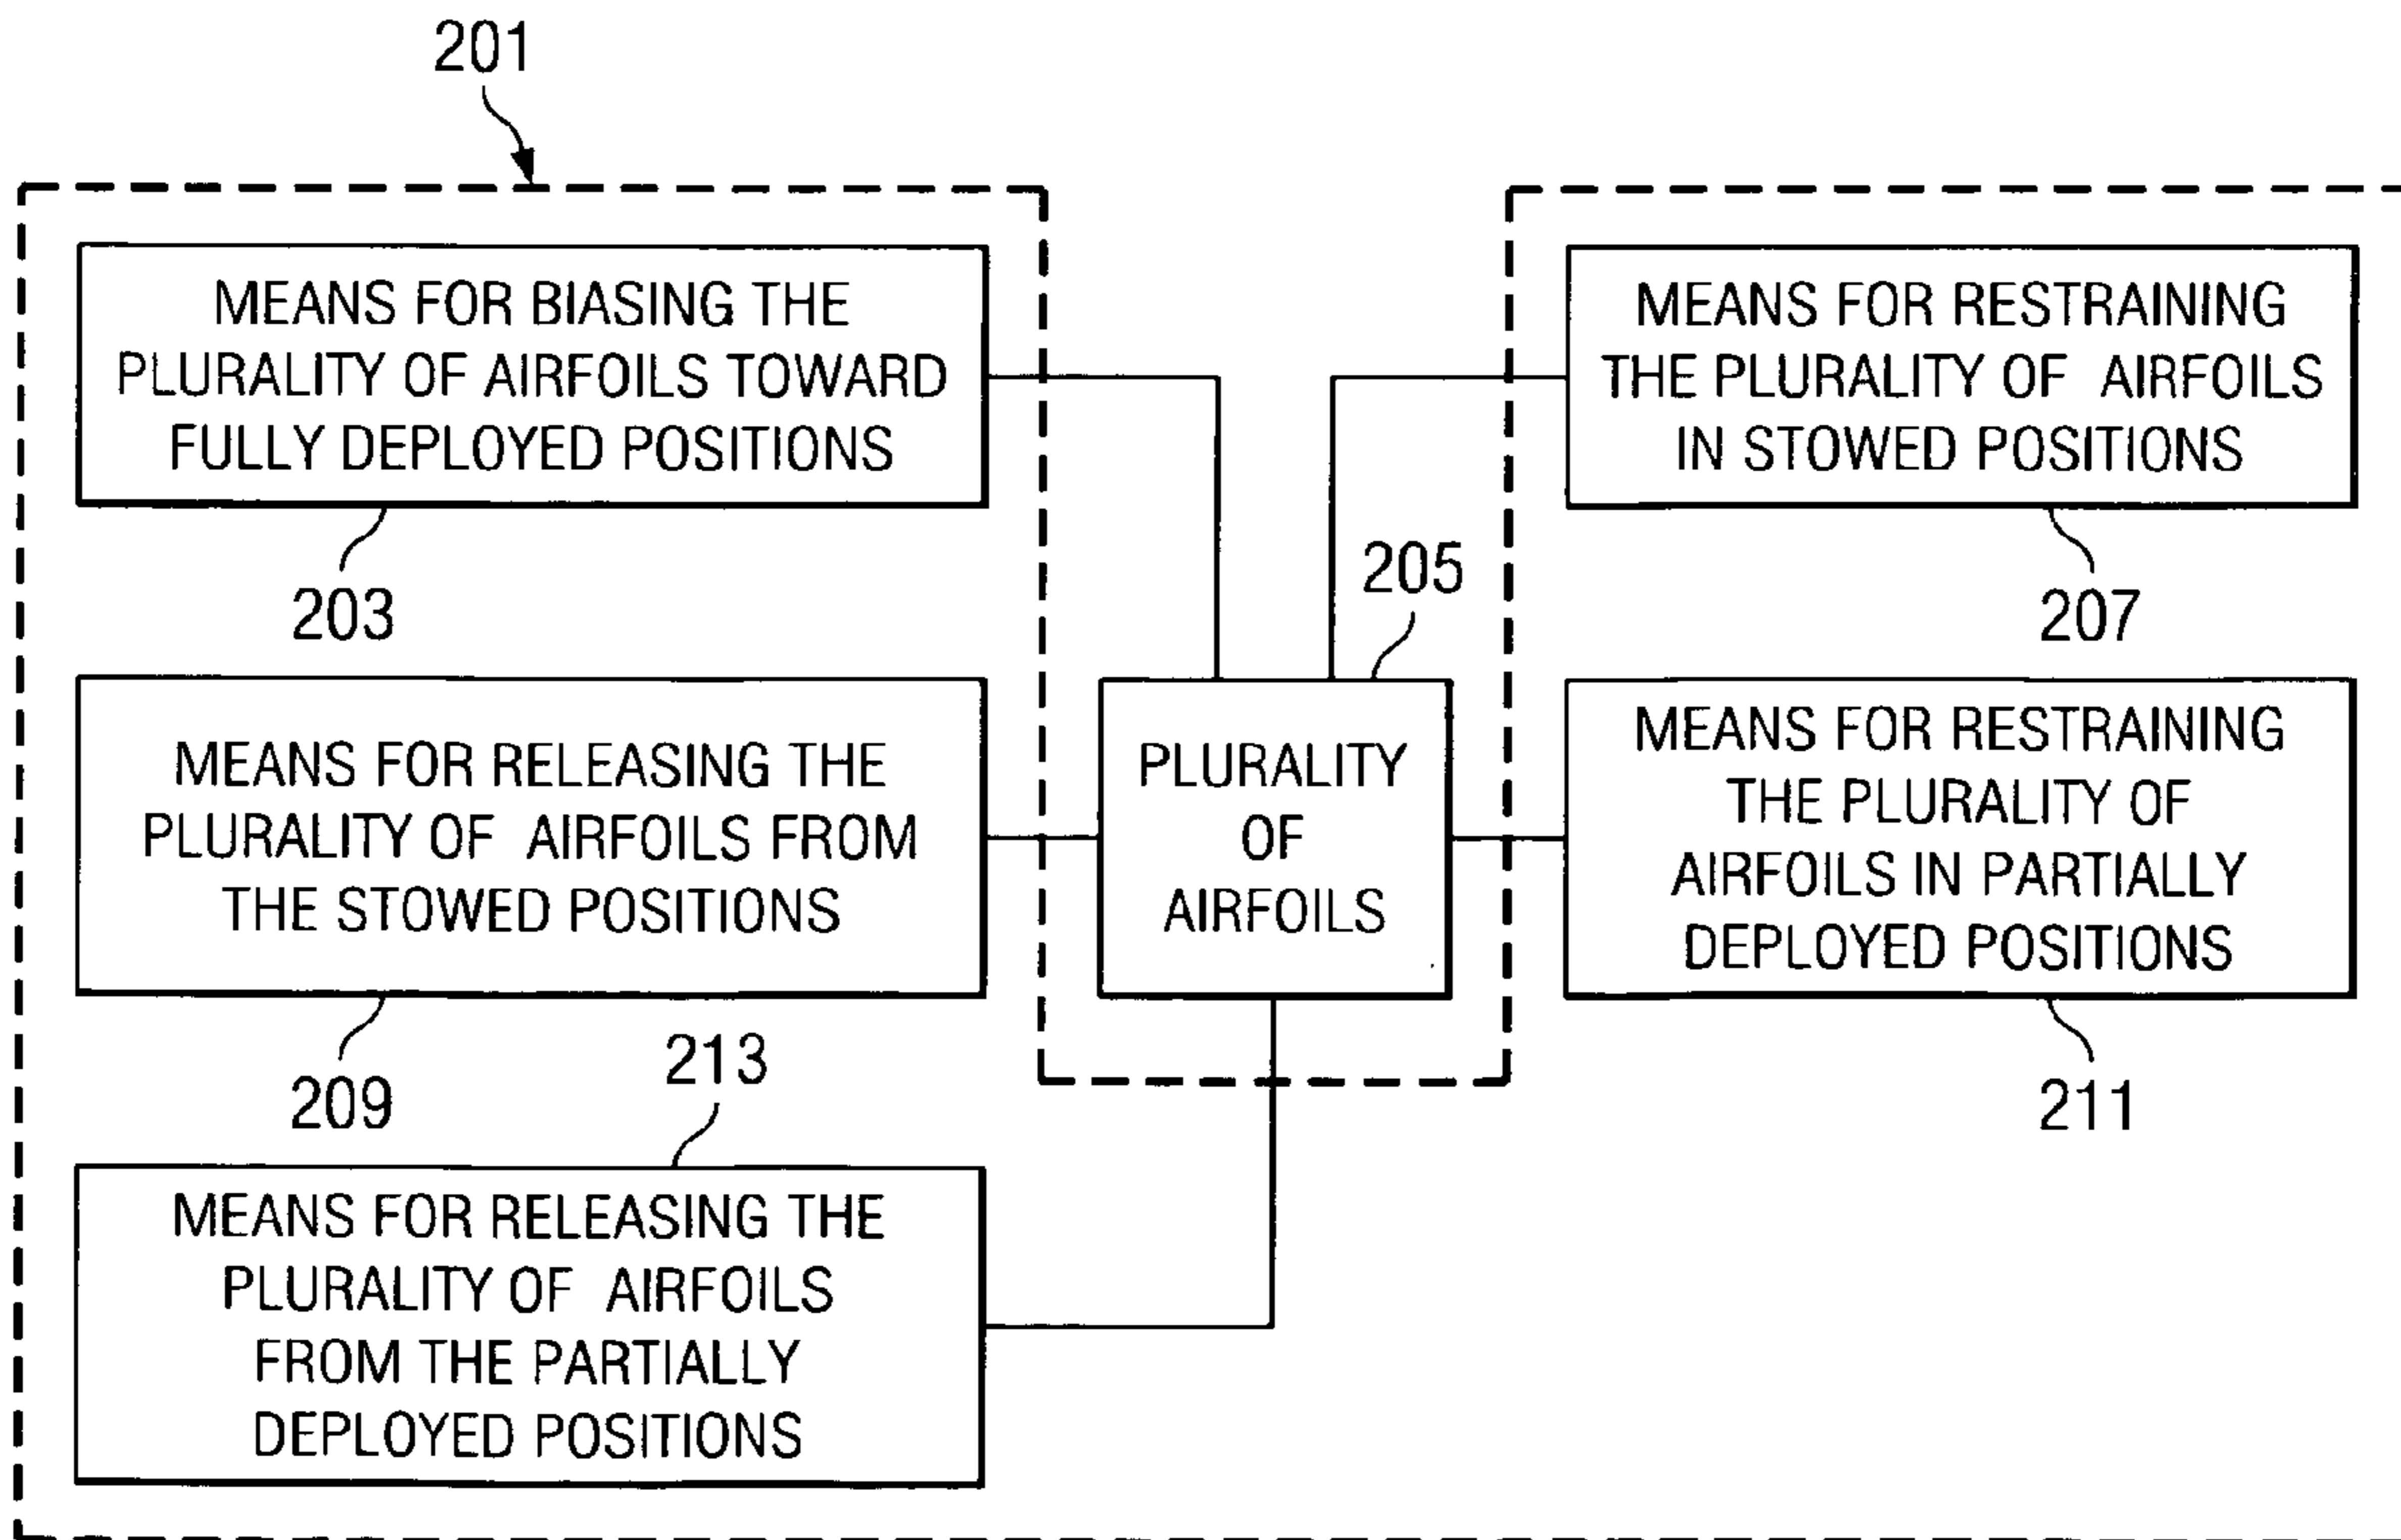 201
MEANS FOR BIASING THE
PLURALITY OF AIRFOILS TOWARD
FULLY DEPLOYED POSITIONS
203
MEANS FOR RESTRAINING
THE PLURALITY OF AIRFOILS
IN STOWED POSITIONS
207
205
MEANS FOR RELEASING THE
PLURALITY OF AIRFOILS FROM
THE STOWED POSITIONS
209
PLURALITY
OF
AIRFOILS
MEANS FOR RESTRAINING
THE PLURALITY OF
AIRFOILS IN PARTIALLY
DEPLOYED POSITIONS
211
213
MEANS FOR RELEASING THE
PLURALITY OF AIRFOILS
FROM THE PARTIALLY
DEPLOYED POSITIONS